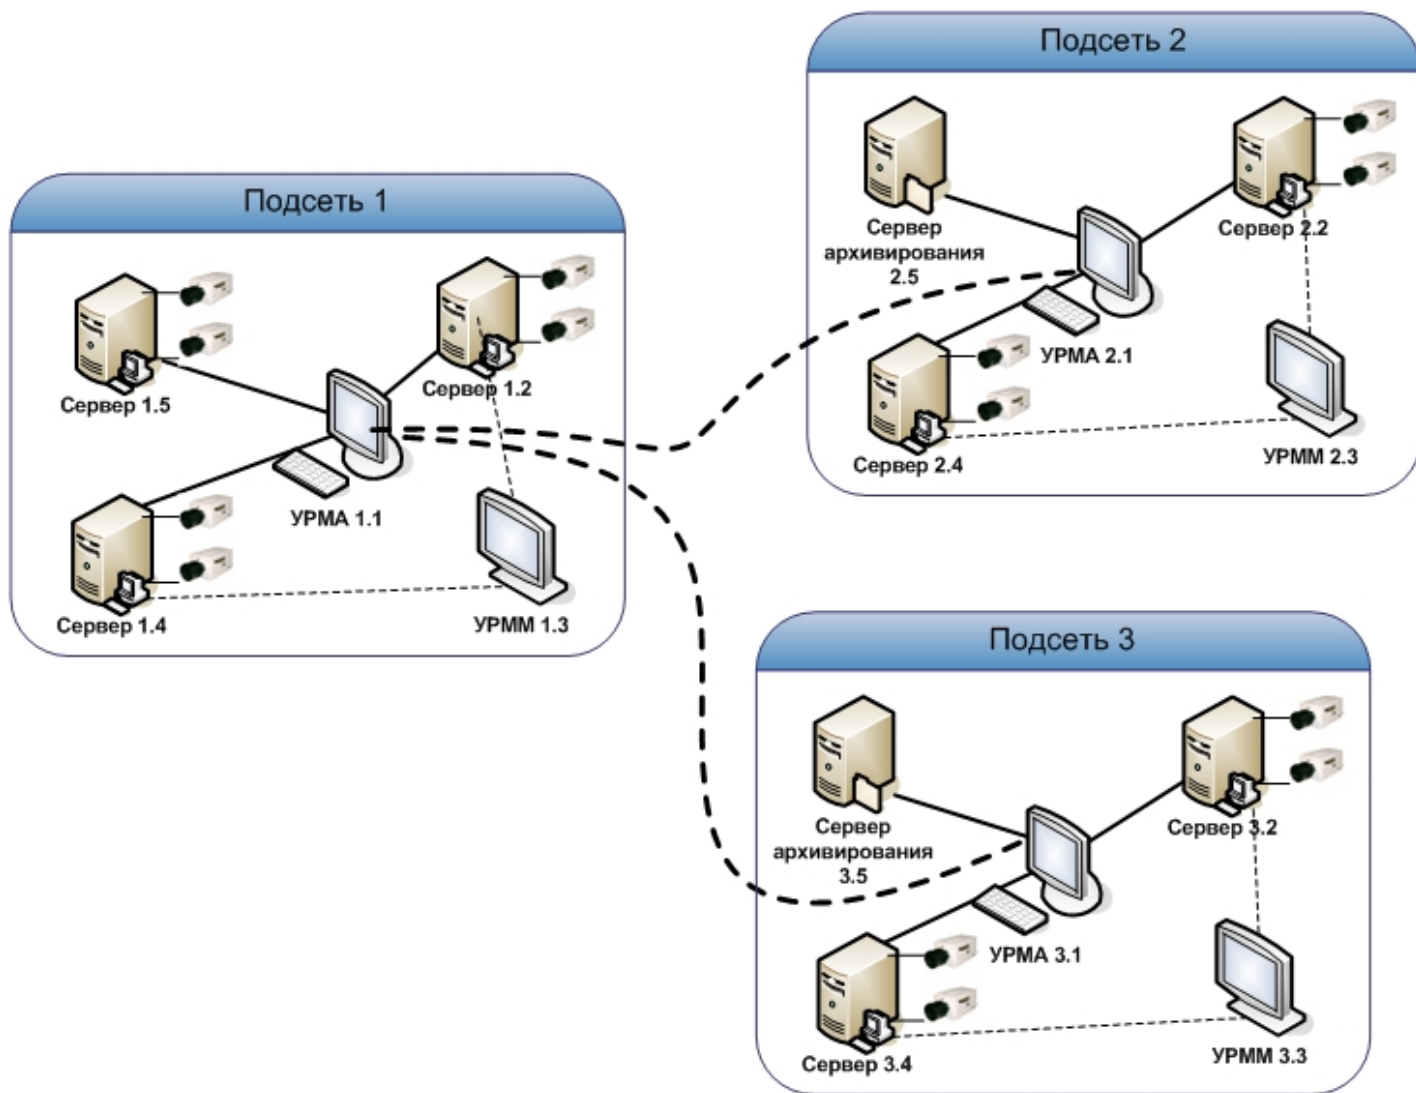 Подсеть 1
Сервер 1.5
Сервер 1.2
УРМА 1.1
Сервер 1.4
УРММ 1.3
Подсеть 2
Сервер
архивирования
2.5
Сервер 2.2
УРМА 2.1
Сервер 2.4
УРММ 2.3
Подсеть 3
Сервер
архивирования
3.5
Сервер 3.2
УРМА 3.1
Сервер 3.4
УРММ 3.3